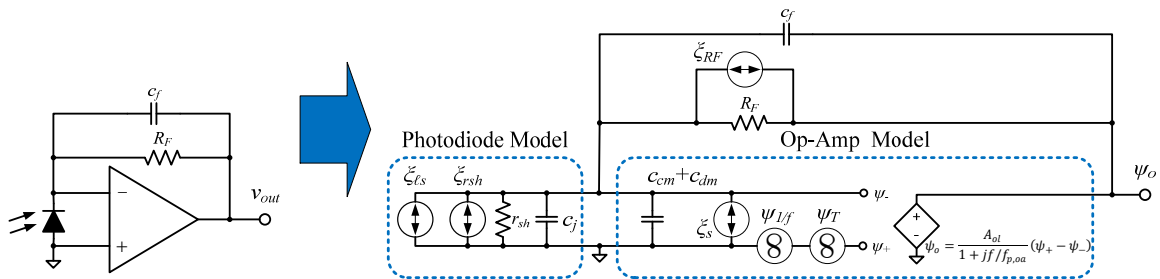 c_f
R_F
v_out
−
+
c_f
ξ_RF
R_F
Photodiode Model
Op-Amp Model
ξ_ℓs
ξ_rsh
r_sh
c_j
c_cm+c_dm
ξ_s
ψ_1/f
ψ_T
ψ_-
ψ_+
ψ_o
+
-
ψ_o = A_ol / (1 + jf/f_p,oa) (ψ_+ − ψ_−)